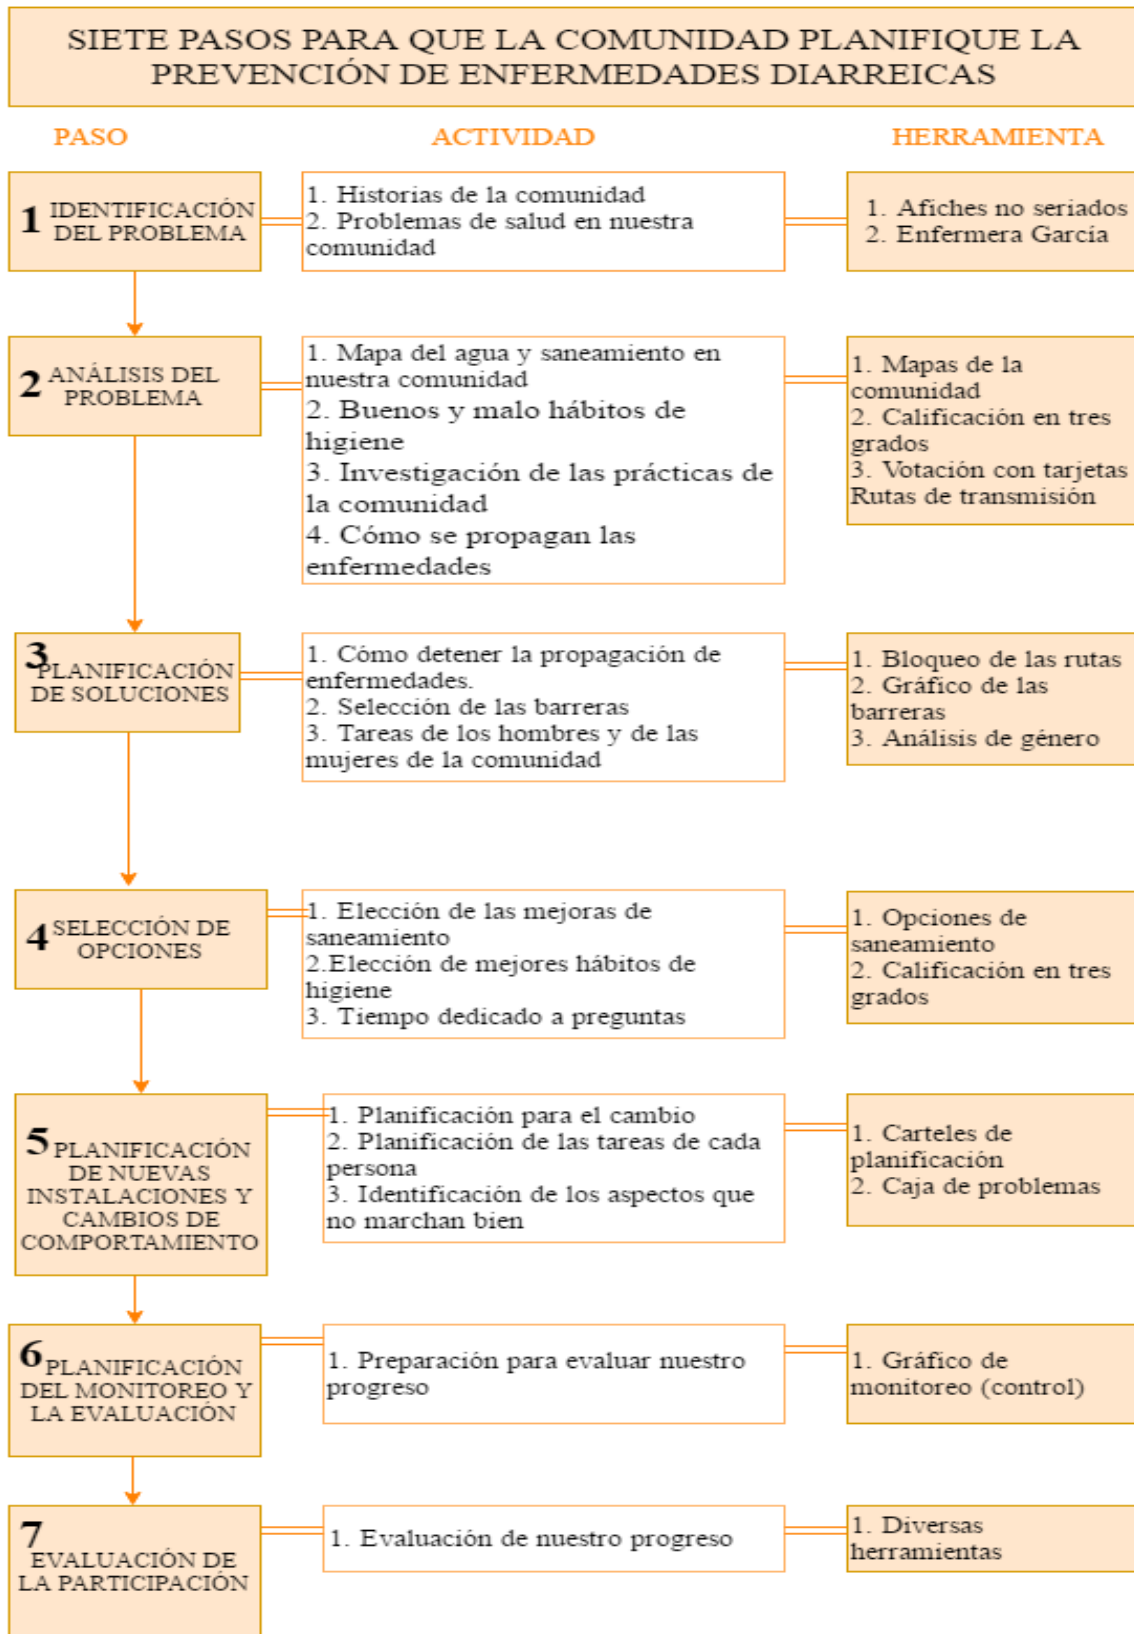 SIETE PASOS PARA QUE LA COMUNIDAD PLANIFIQUE LA
PREVENCIÓN DE ENFERMEDADES DIARREICAS
PASO
ACTIVIDAD
HERRAMIENTA
1 IDENTIFICACIÓN
DEL PROBLEMA
1. Historias de la comunidad
2. Problemas de salud en nuestra
comunidad
1. Afiches no seriados
2. Enfermera García
2 ANÁLISIS DEL
PROBLEMA
1. Mapa del agua y saneamiento en
nuestra comunidad
2. Buenos y malo hábitos de
higiene
3. Investigación de las prácticas de
la comunidad
4. Cómo se propagan las
enfermedades
1. Mapas de la
comunidad
2. Calificación en tres
grados
3. Votación con tarjetas
Rutas de transmisión
3
PLANIFICACIÓN
DE SOLUCIONES
1. Cómo detener la propagación de
enfermedades.
2. Selección de las barreras
3. Tareas de los hombres y de las
mujeres de la comunidad
1. Bloqueo de las rutas
2. Gráfico de las
barreras
3. Análisis de género
4 SELECCIÓN DE
OPCIONES
1. Elección de las mejoras de
saneamiento
2.Elección de mejores hábitos de
higiene
3. Tiempo dedicado a preguntas
1. Opciones de
saneamiento
2. Calificación en tres
grados
5 PLANIFICACIÓN
DE NUEVAS
INSTALACIONES Y
CAMBIOS DE
COMPORTAMIENTO
1. Planificación para el cambio
2. Planificación de las tareas de cada
persona
3. Identificación de los aspectos que
no marchan bien
1. Carteles de
planificación
2. Caja de problemas
6 PLANIFICACIÓN
DEL MONITOREO Y
LA EVALUACIÓN
1. Preparación para evaluar nuestro
progreso
1. Gráfico de
monitoreo (control)
7
EVALUACIÓN DE
LA PARTICIPACIÓN
1. Evaluación de nuestro progreso
1. Diversas
herramientas